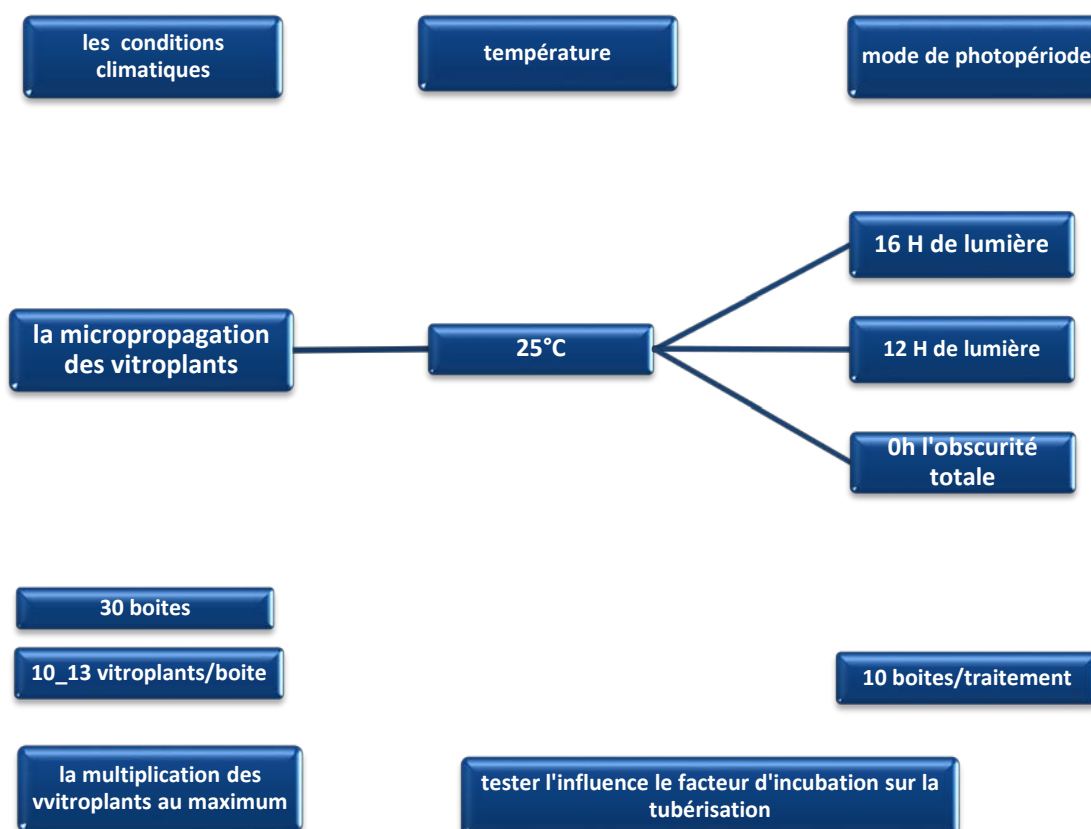 les conditions
climatiques
température
mode de photopériode
16 H de lumière
la micropropagation
des vitroplants
25°C
12 H de lumière
0h l'obscurité
totale
30 boites
10_13 vitroplants/boite
10 boites/traitement
la multiplication des
vvitroplants au maximum
tester l'influence le facteur d'incubation sur la
tubérisation